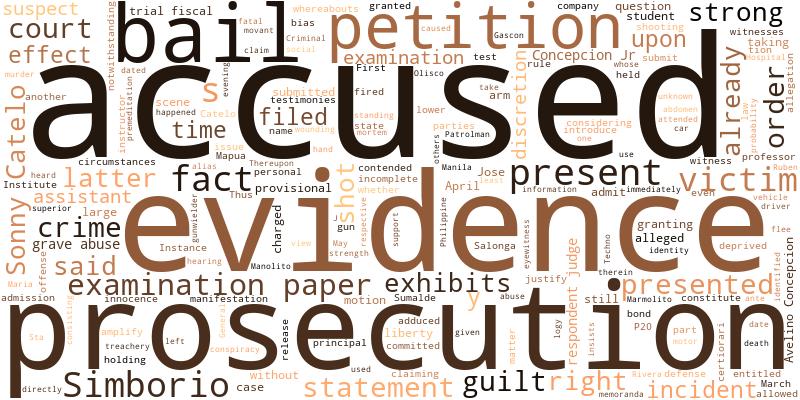 suspect
court
effect
bail
petition
strong
accused
evidence
prosecution
trial fiscal
whereabouts
granted
company
question
student
shooting
witnesses
upon
taking
fatal
movant
claim
bias
Criminal
social
caused
Gascon
examination
test
Concepcion Jr
rule
whose
held
submit
notwithstanding
murder
another
dated
premeditation
instructor
evening
First
Olisco
submitted
testimonies
fired
take
arm
discretion
unknown
abdomen
attended
car
already
law
probability
Hospital
order
allegation
scene
happened
s
Catelo
time
filed
name
wounding
standing
mortem
state
lower
parties
Patrolman
considering
introduce
one
issue
Mapua
hand
use
witness
professor
Ruben
Sonny Catelo
heard
Institute
circumstances
latter
alias
fact
Thereupon
personal
provisional
contended
incomplete
whether
others
Manila
Jose
least
present
information
admit
immediately
even
victim
vehicle
driver
superior
assistant
large
Thus
shot
April
crime
grave abuse
gunwielder
charged
gun
J
respective
support
Philippine
Salonga
eyewitness
granting
alleged
identity
deprived
flee
said
offense
Instance
hearing
Manolito
view
May
strength
Techno
therein
respondent judge
justify
Maria
examination paper
exhibits
presented
identified
Avelino Concepcion
admission
innocence
manifestation
motion
Sumalde
y
abuse
still
Marmolito
constitute
ante
Sta
consisting
amplify
treachery
holding
left
General
conspiracy
release
principal
liberty
adduced
committed
given
matter
logy
insists
bond
P20
part
motor
certiorari
date
death
directly
Simborio
case
without
used
claiming
statement
guilt
memoranda
right
Rivera
defense
incident
entitled
March
allowed